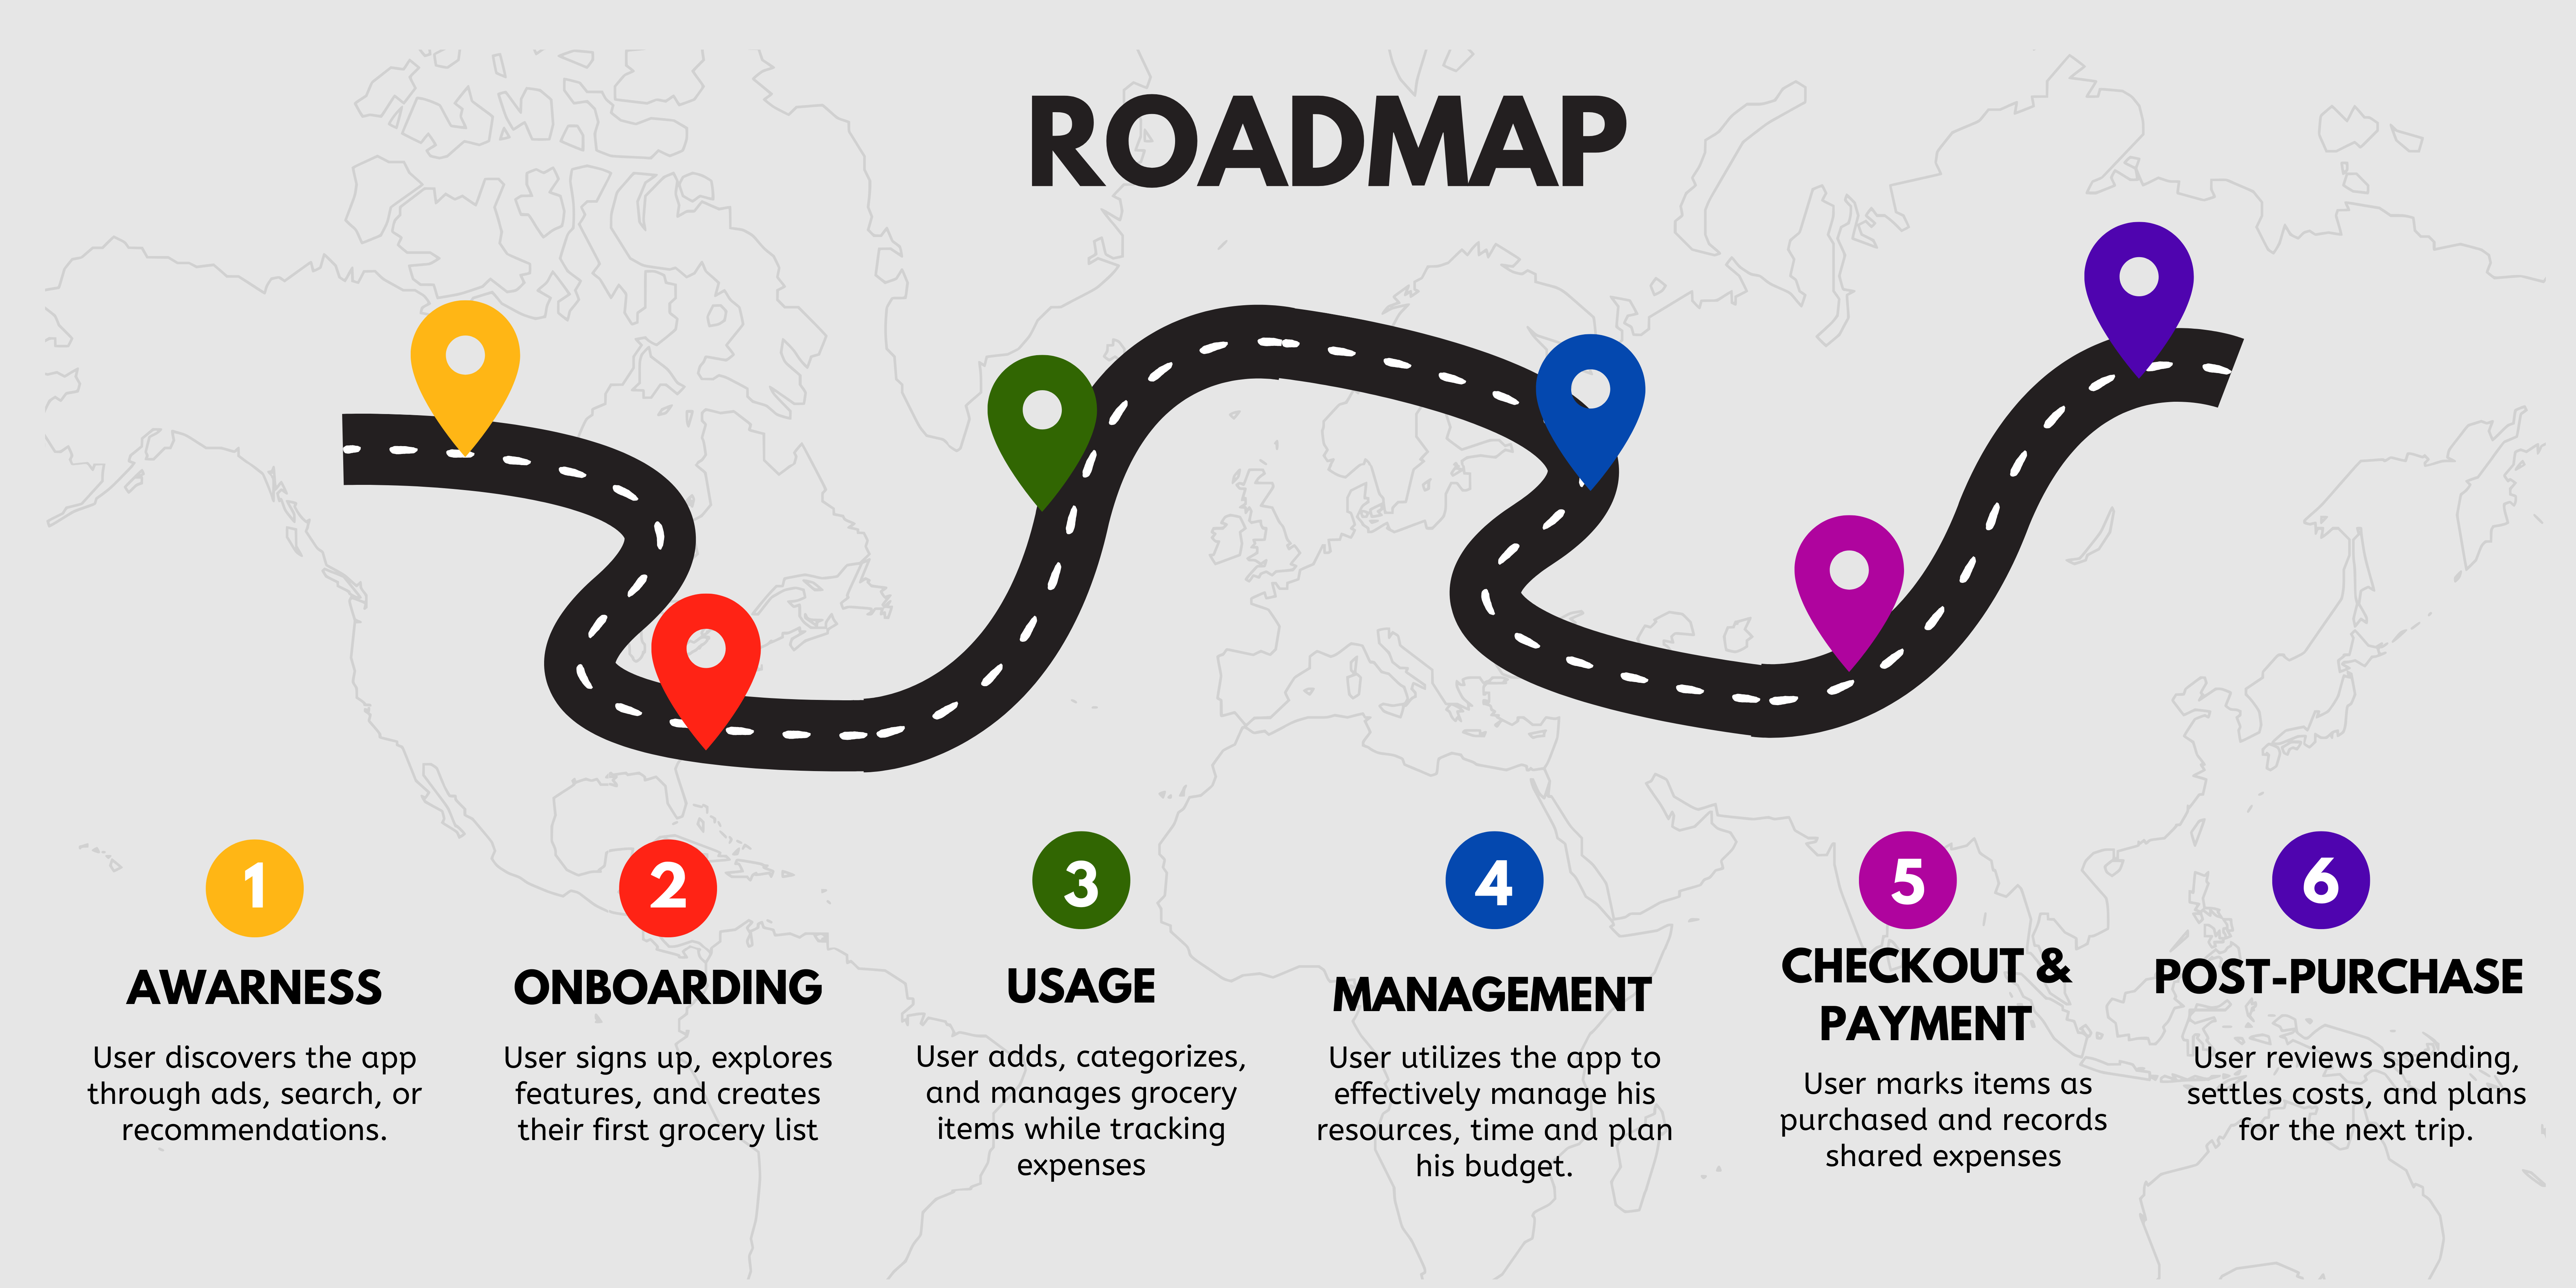 ROADMAP
1
AWARNESS
User discovers the app
through ads, search, or
recommendations.
2
ONBOARDING
User signs up, explores
features, and creates
their first grocery list
3
USAGE
User adds, categorizes,
and manages grocery
items while tracking
expenses
4
MANAGEMENT
User utilizes the app to
effectively manage his
resources, time and plan
his budget.
5
CHECKOUT &
PAYMENT
User marks items as
purchased and records
shared expenses
6
POST-PURCHASE
User reviews spending,
settles costs, and plans
for the next trip.